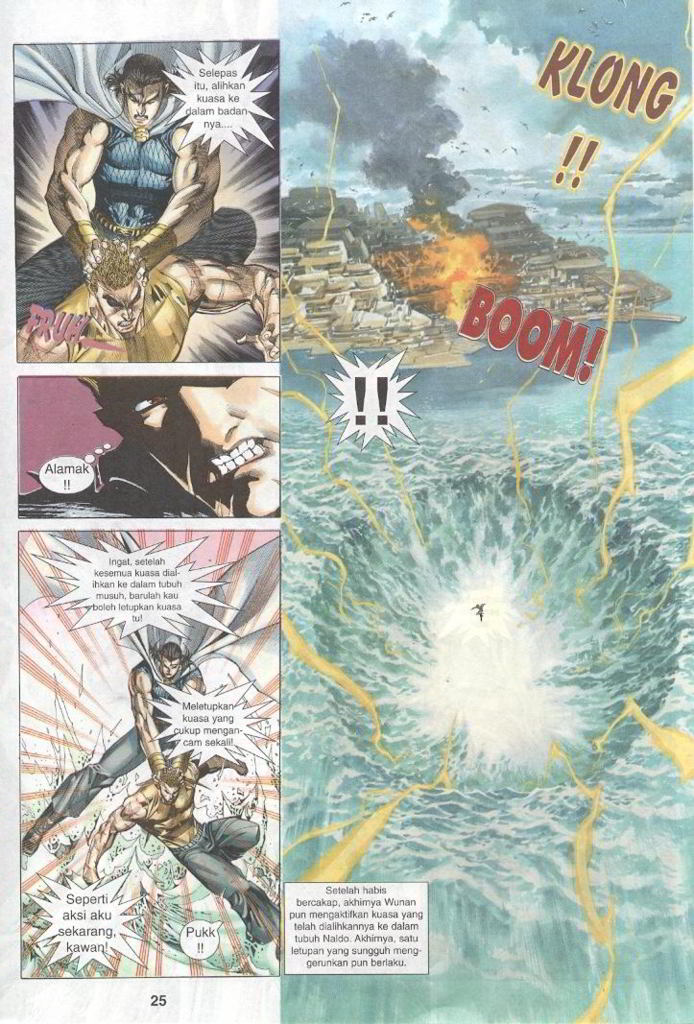 Selepas
itu, alihkan
kuasa ke
dalam badan
nya....
FRUH
Alamak
!!
Ingat, setelah
kesemua kuasa dial-
ihkan ke dalam tubuh
musuh, barulah kau
boleh letupkan kuasa
tu!
Meletupkan
kuasa yang
cukup mengan-
cam sekali!
Seperti
aksi aku
sekarang,
kawan!
Pukk
!!
KLONG
!!
BOOM!
!!
Setelah habis
bercakap, akhirnya Wunan
pun mengaktifkan kuasa yang
telah dialihkannya ke dalam
tubuh Naldo. Akhirnya, satu
letupan yang sungguh meng-
gerunkan pun berlaku.
25